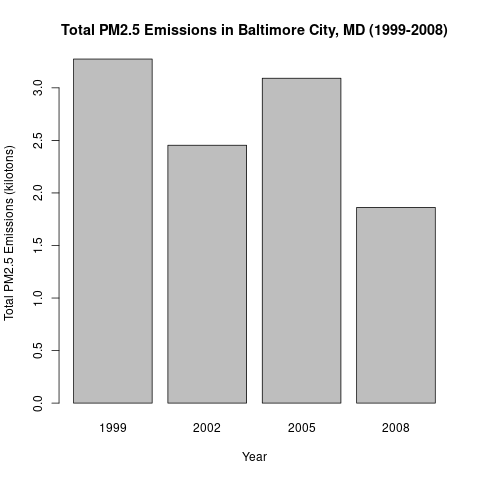 Total PM2.5 Emissions in Baltimore City, MD (1999-2008)
Total PM2.5 Emissions (kilotons)
3.0
2.5
2.0
1.5
1.0
0.5
0.0
1999 2002 2005 2008
Year